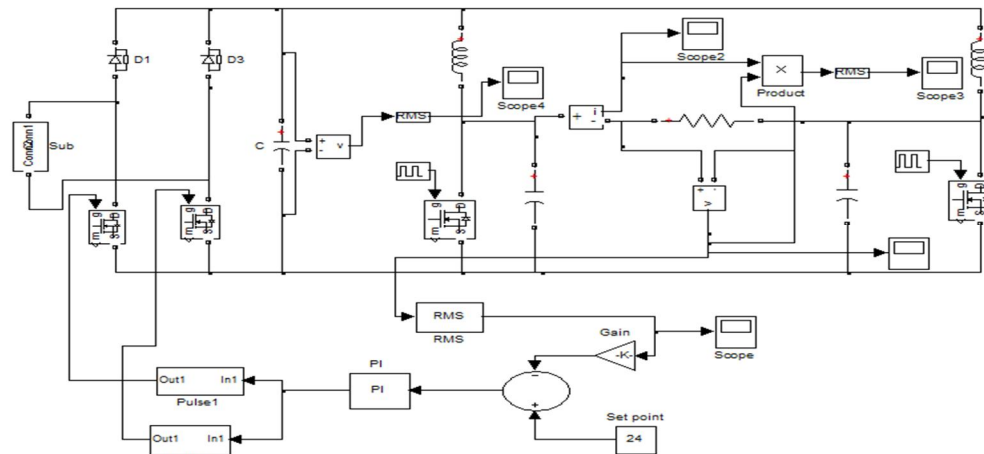 D1
D3
Scope2
X
Product
RMS
Scope3
RMS
Scope4
+
i
-
Sub
C
+
-
v
g
D
m
S
g
D
m
S
g
D
m
S
+
-
v
g
D
m
S
RMS
RMS
Gain
-K-
Scope
PI
PI
Out1
In1
Pulse1
Out1
In1
−
+
Set point
24